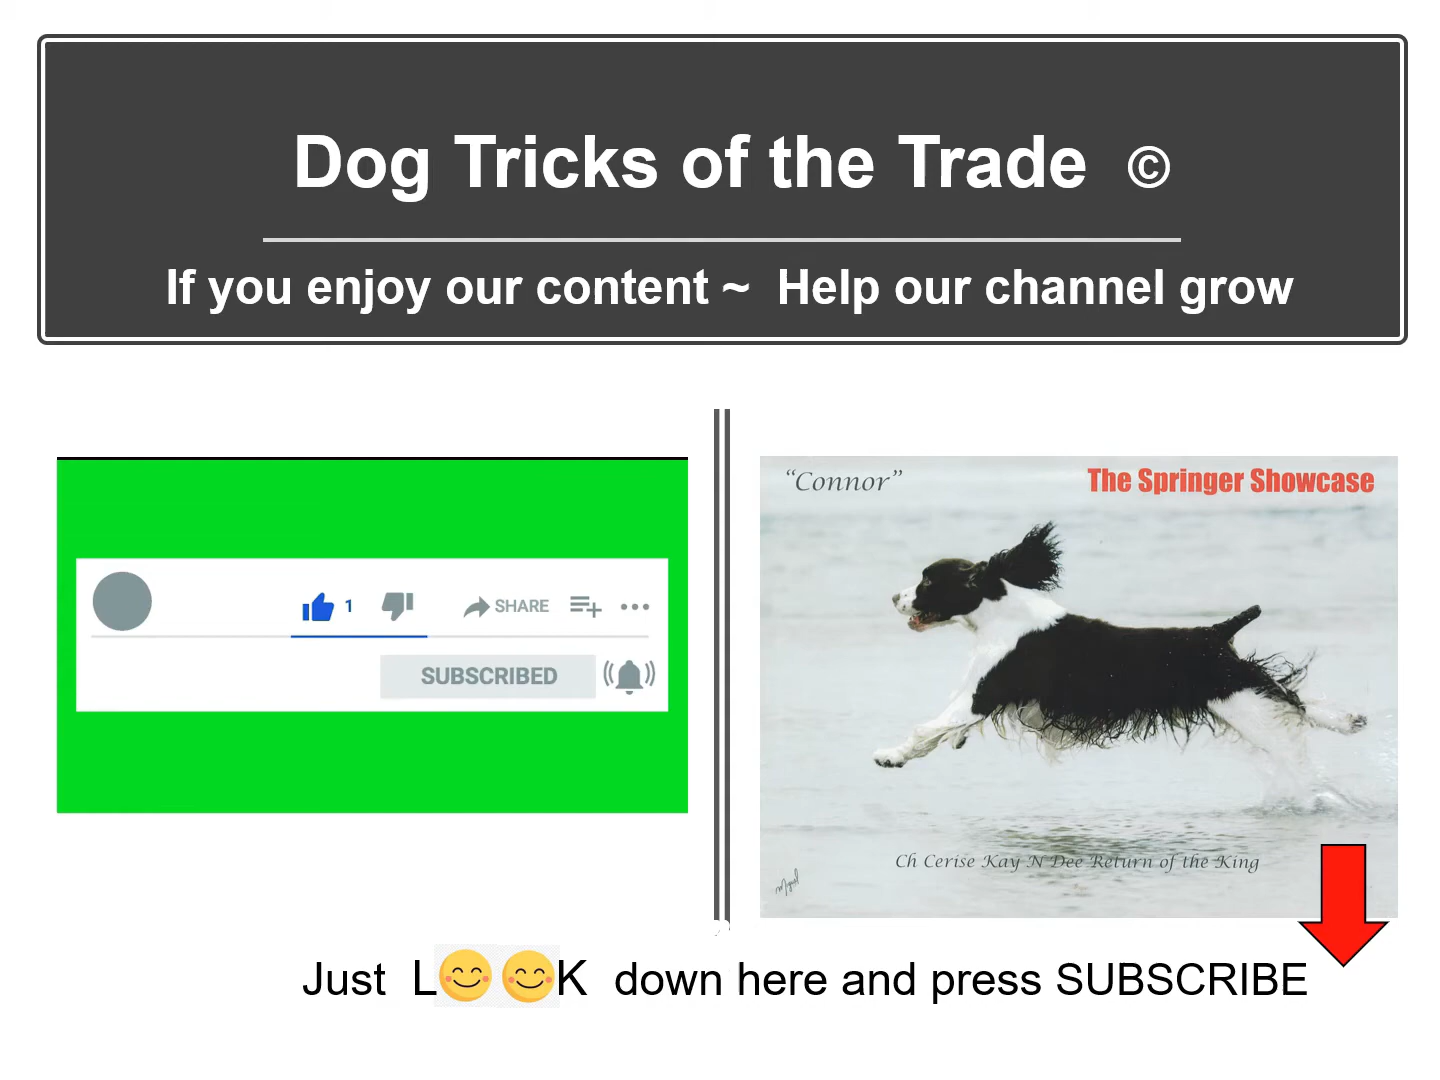 Dog Tricks of the Trade ©
If you enjoy our content ~ Help our channel grow
1
SHARE
SUBSCRIBED
“Connor”
The Springer Showcase
Ch Cerise Kay N Dee Return of the King
Just L😊😊K down here and press SUBSCRIBE